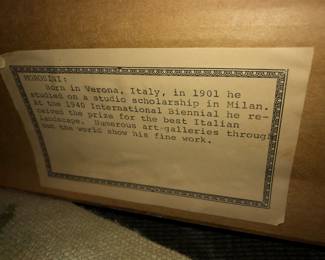 MOROSINI:
Born in Verona, Italy, in 1901 he
studied on a studio scholarship in Milan.
At the 1940 International Biennial he re-
ceived the prize for the best Italian
Landscape. Numerous art galleries through
out the world show his fine work.